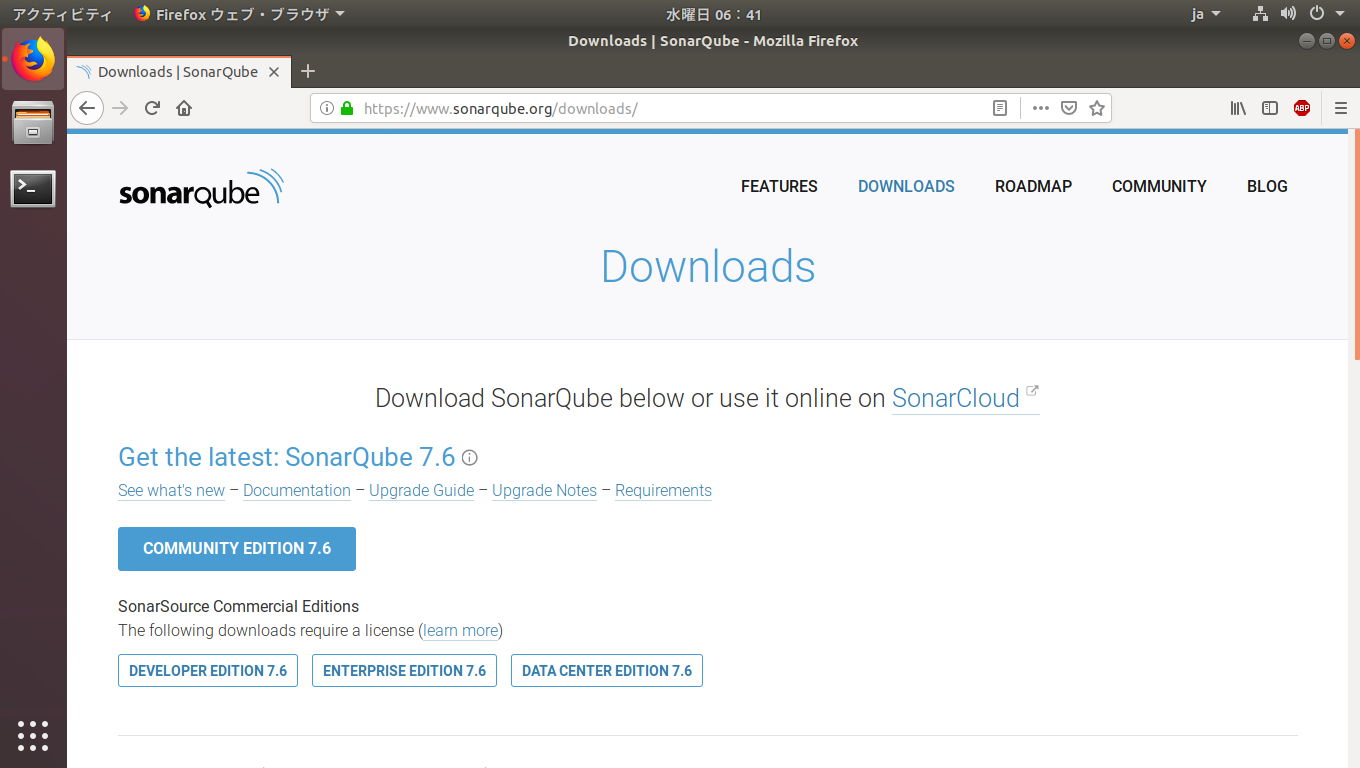 アクティビティ Firefox ウェブ・ブラウザ 水曜日 06：41 ja
Downloads | SonarQube - Mozilla Firefox
Downloads | SonarQube
https://www.sonarqube.org/downloads/ ABP
sonarqube FEATURES DOWNLOADS ROADMAP COMMUNITY BLOG
Downloads
Download SonarQube below or use it online on SonarCloud
Get the latest: SonarQube 7.6
See what's new – Documentation – Upgrade Guide – Upgrade Notes – Requirements
COMMUNITY EDITION 7.6
SonarSource Commercial Editions
The following downloads require a license (learn more)
DEVELOPER EDITION 7.6 ENTERPRISE EDITION 7.6 DATA CENTER EDITION 7.6